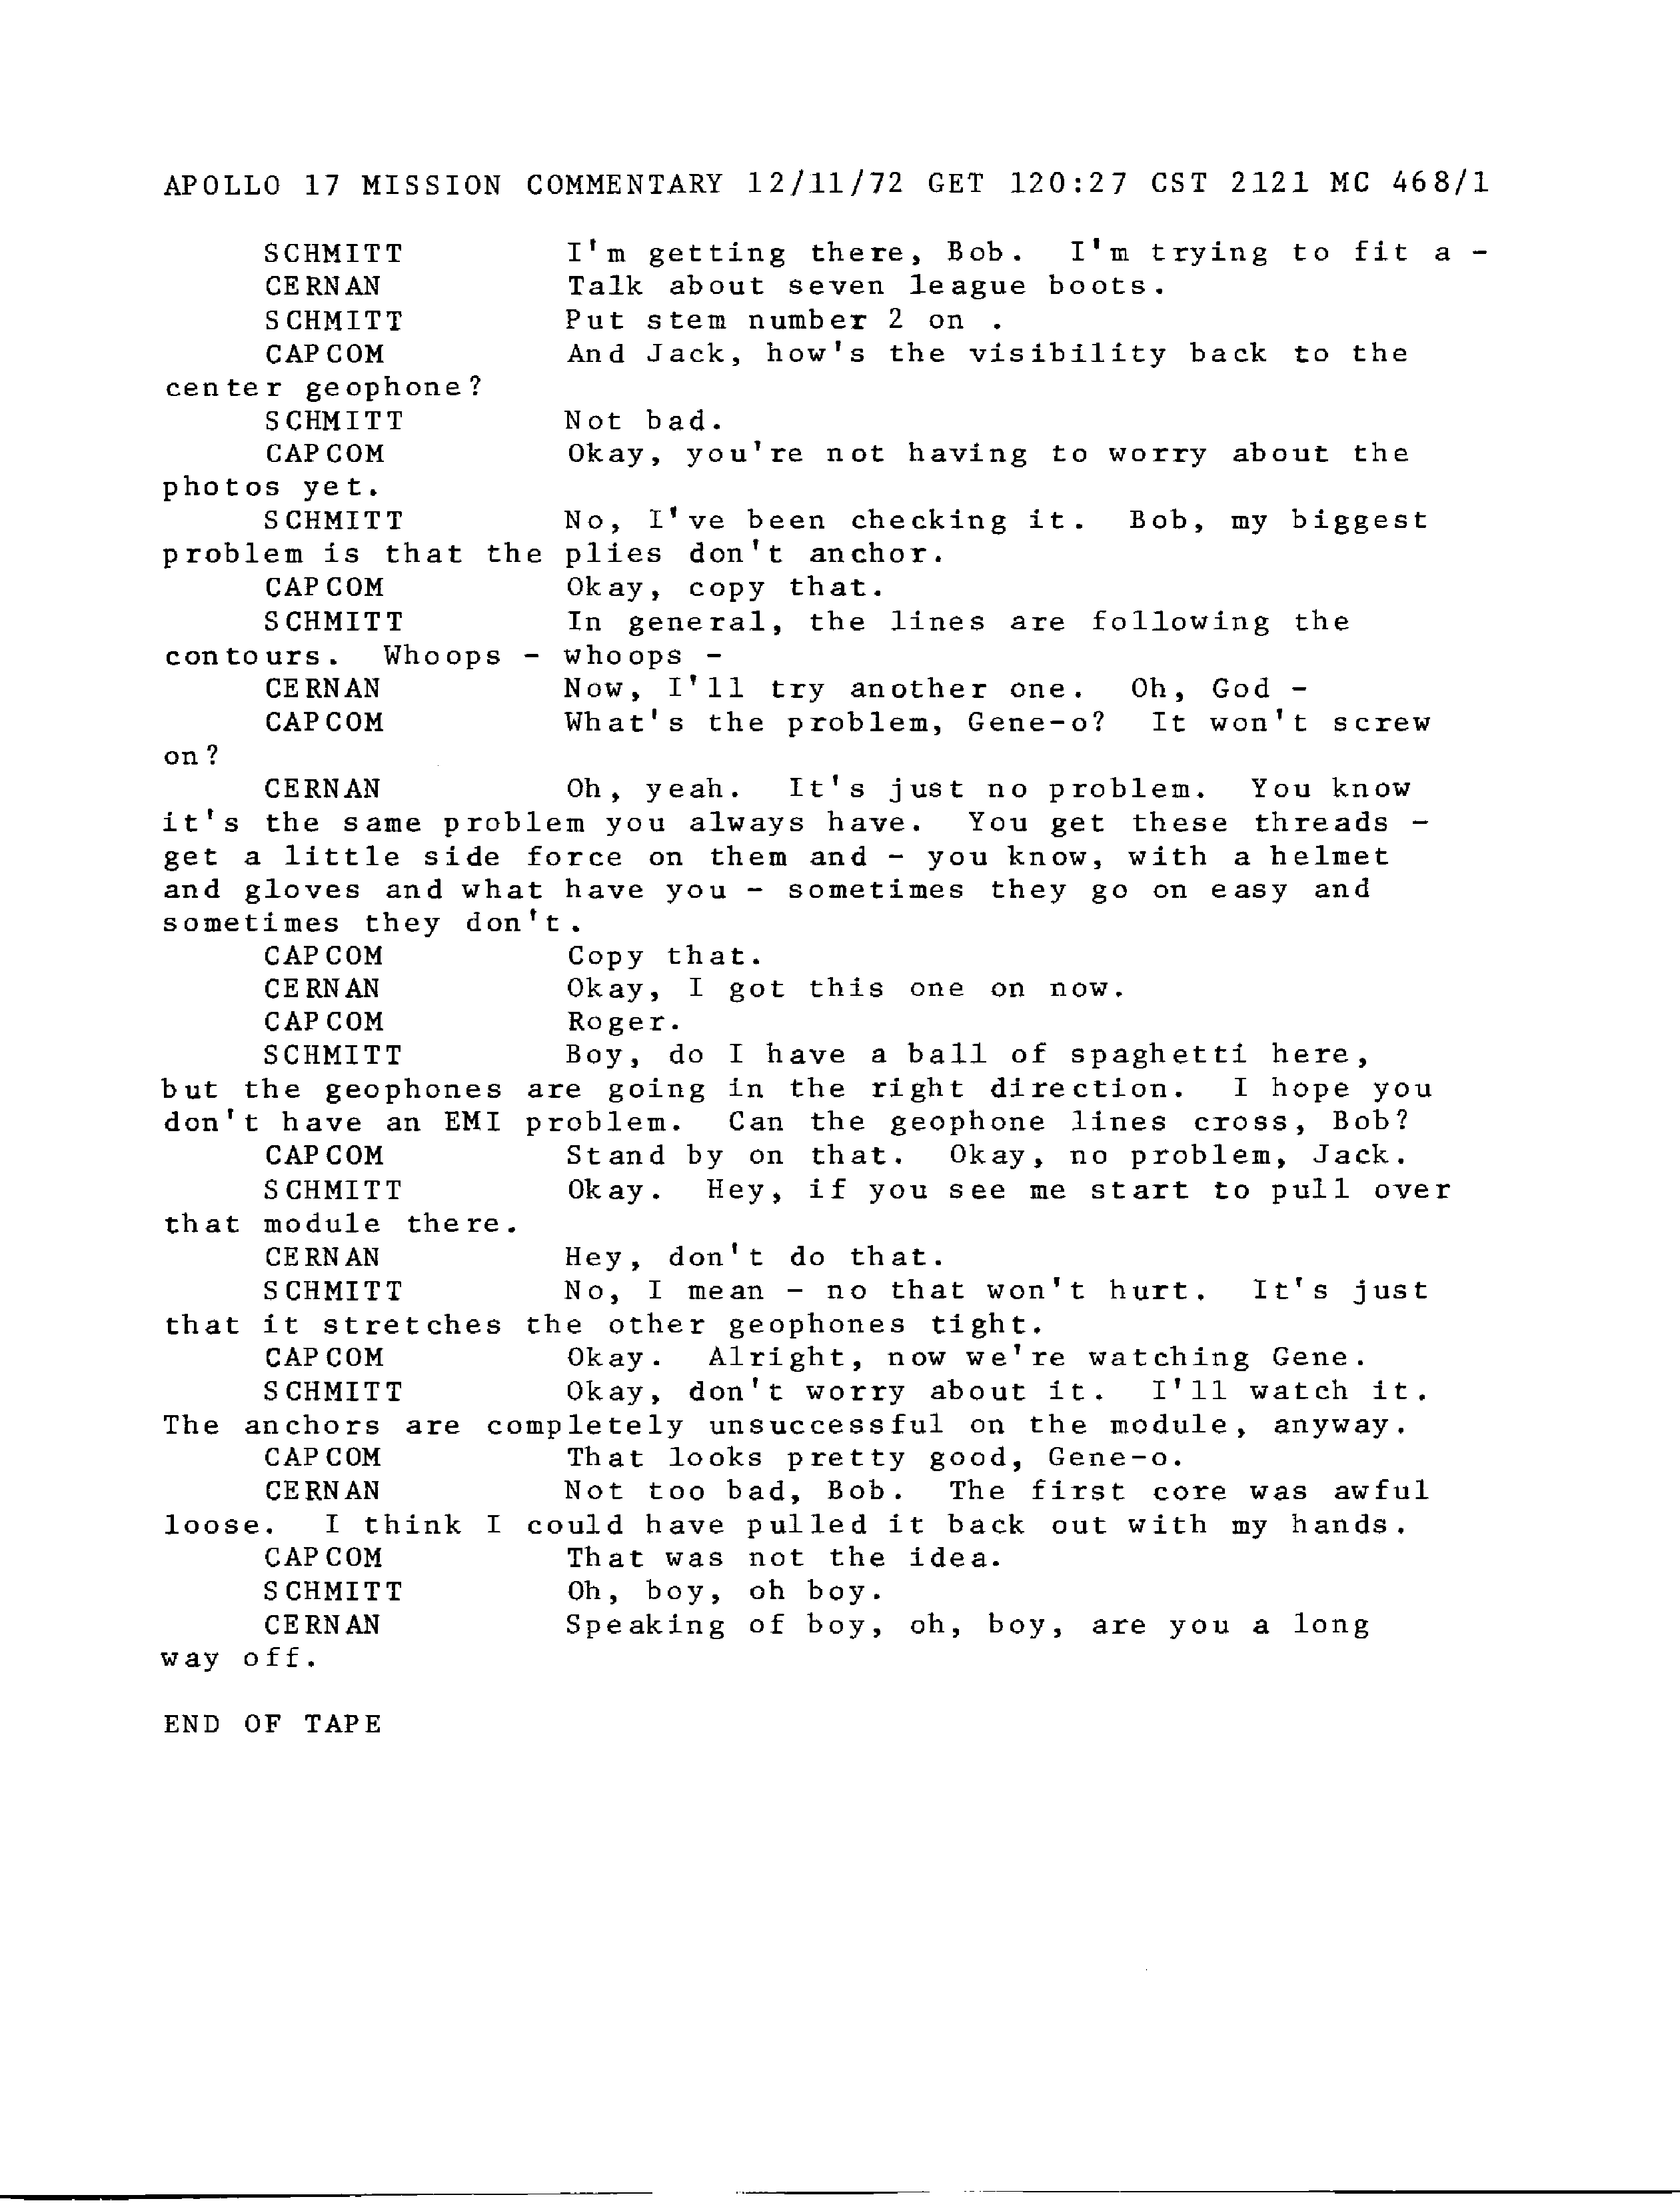 APOLLO 17 MISSION COMMENTARY 12/11/72 GET 120:27 CST 2121 MC 468/1
SCHMITT I'm getting there, Bob. I'm trying to fit a -
CERNAN Talk about seven league boots.
SCHMITT Put stem number 2 on .
CAPCOM And Jack, how's the visibility back to the
center geophone?
SCHMITT Not bad.
CAPCOM Okay, you're not having to worry about the
photos yet.
SCHMITT No, I've been checking it. Bob, my biggest
problem is that the plies don't anchor.
CAPCOM Okay, copy that.
SCHMITT In general, the lines are following the
contours. Whoops - whoops -
CERNAN Now, I'll try another one. Oh, God -
CAPCOM What's the problem, Gene-o? It won't screw
on?
CERNAN Oh, yeah. It's just no problem. You know
it's the same problem you always have. You get these threads -
get a little side force on them and - you know, with a helmet
and gloves and what have you - sometimes they go on easy and
sometimes they don't.
CAPCOM Copy that.
CERNAN Okay, I got this one on now.
CAPCOM Roger.
SCHMITT Boy, do I have a ball of spaghetti here,
but the geophones are going in the right direction. I hope you
don't have an EMI problem. Can the geophone lines cross, Bob?
CAPCOM Stand by on that. Okay, no problem, Jack.
SCHMITT Okay. Hey, if you see me start to pull over
that module there.
CERNAN Hey, don't do that.
SCHMITT No, I mean - no that won't hurt. It's just
that it stretches the other geophones tight.
CAPCOM Okay. Alright, now we're watching Gene.
SCHMITT Okay, don't worry about it. I'll watch it.
The anchors are completely unsuccessful on the module, anyway.
CAPCOM That looks pretty good, Gene-o.
CERNAN Not too bad, Bob. The first core was awful
loose. I think I could have pulled it back out with my hands.
CAPCOM That was not the idea.
SCHMITT Oh, boy, oh boy.
CERNAN Speaking of boy, oh, boy, are you a long
way off.
END OF TAPE